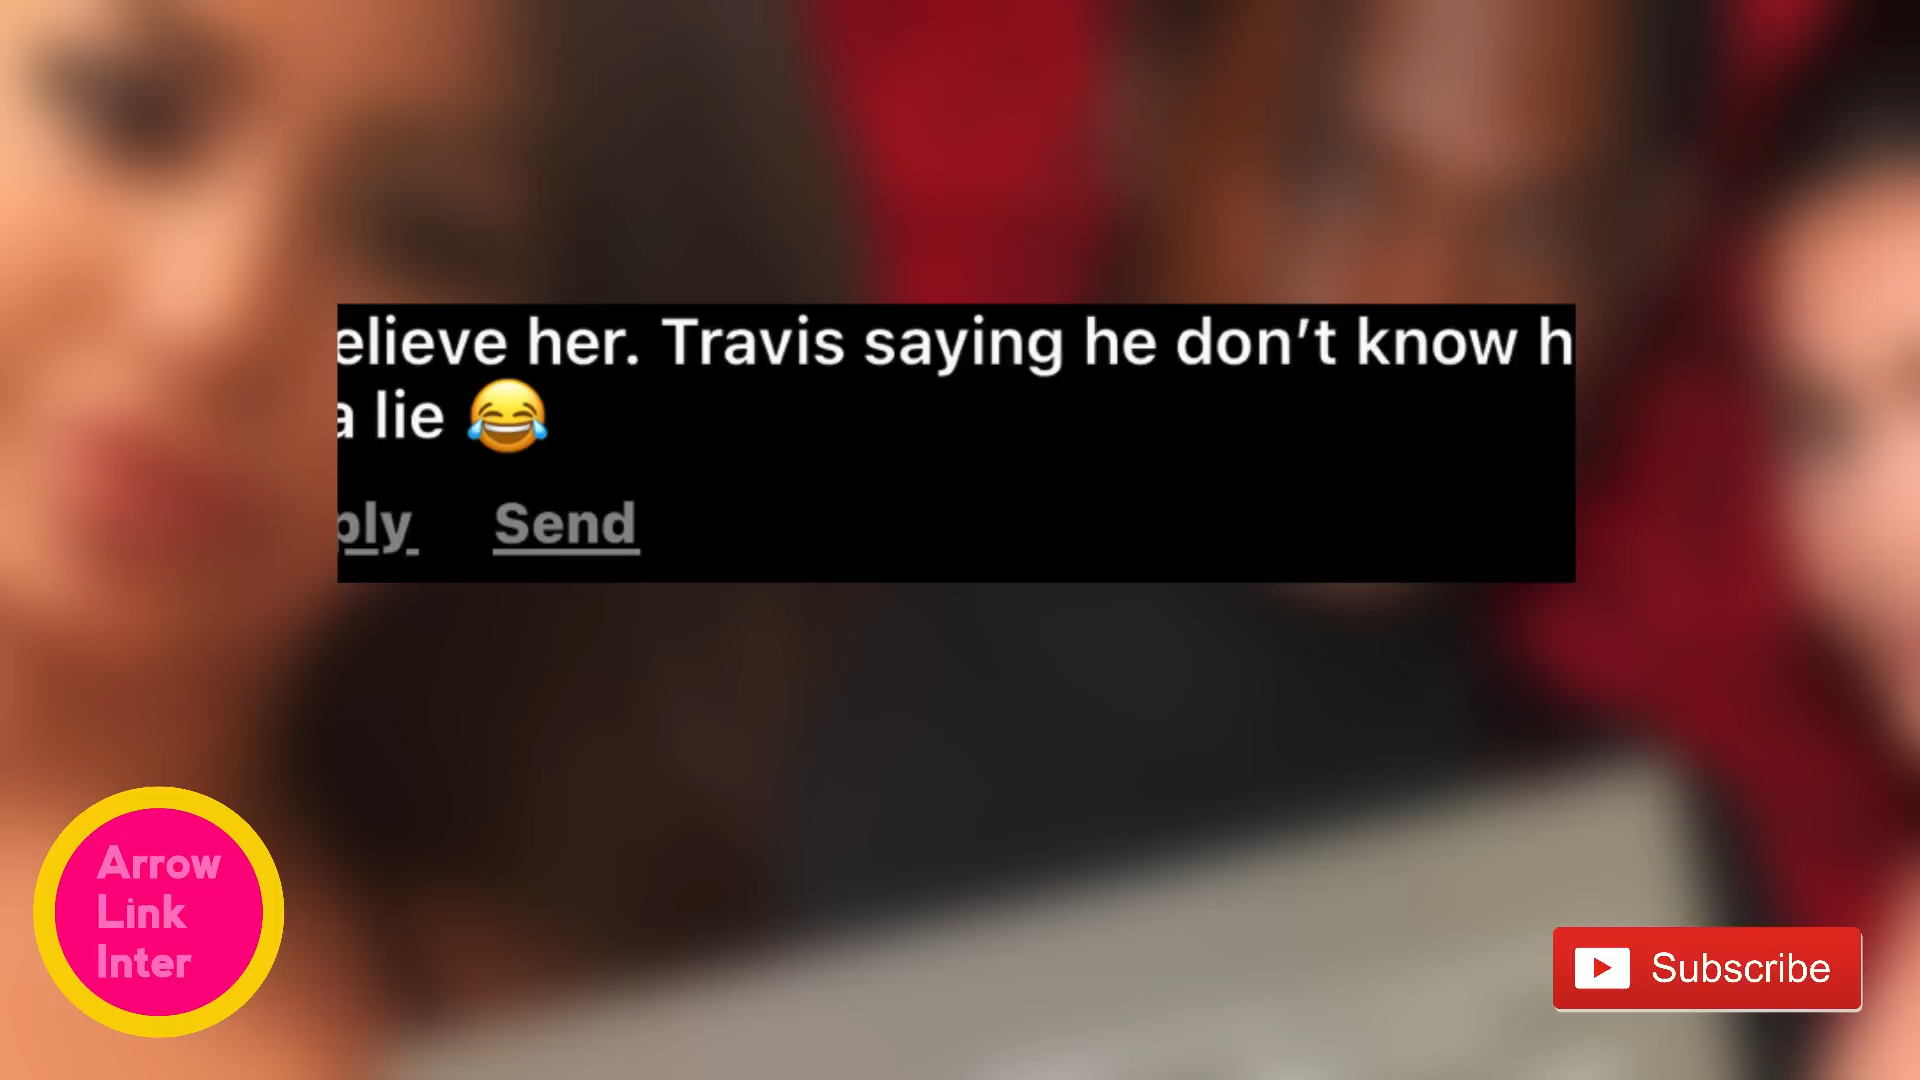 elieve her. Travis saying he don’t know h
a lie 😂
ply Send
Arrow
Link
Inter
Subscribe